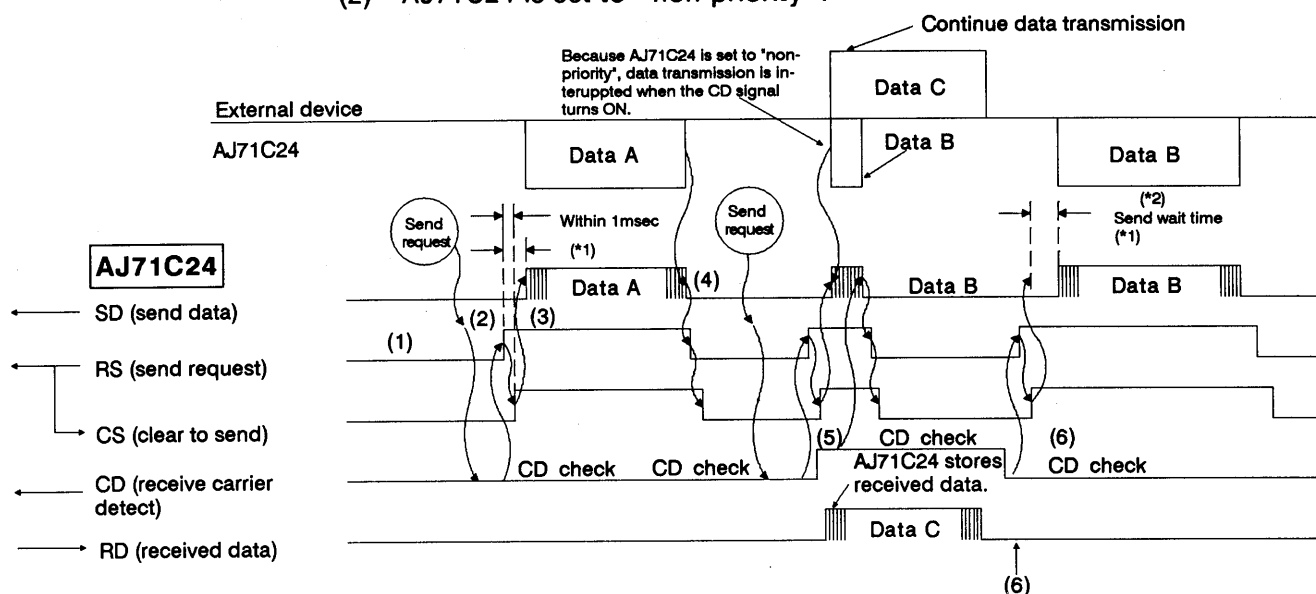 (2) AJ71C24 is set to "non-priority".
Continue data transmission
Because AJ71C24 is set to "non-
priority", data transmission is in-
teruppted when the CD signal
turns ON.
Data C
External device
AJ71C24
Data A
Data B
Data B
(*2)
Send request
Within 1msec
(*1)
Send request
Send wait time
(*1)
AJ71C24
Data A
(4)
Data B
Data B
SD (send data)
(1)
(2)
(3)
RS (send request)
CS (clear to send)
(5)
CD check
(6)
CD check
CD check
CD check
AJ71C24 stores
received data.
CD (receive carrier
detect)
RD (received data)
Data C
(6)